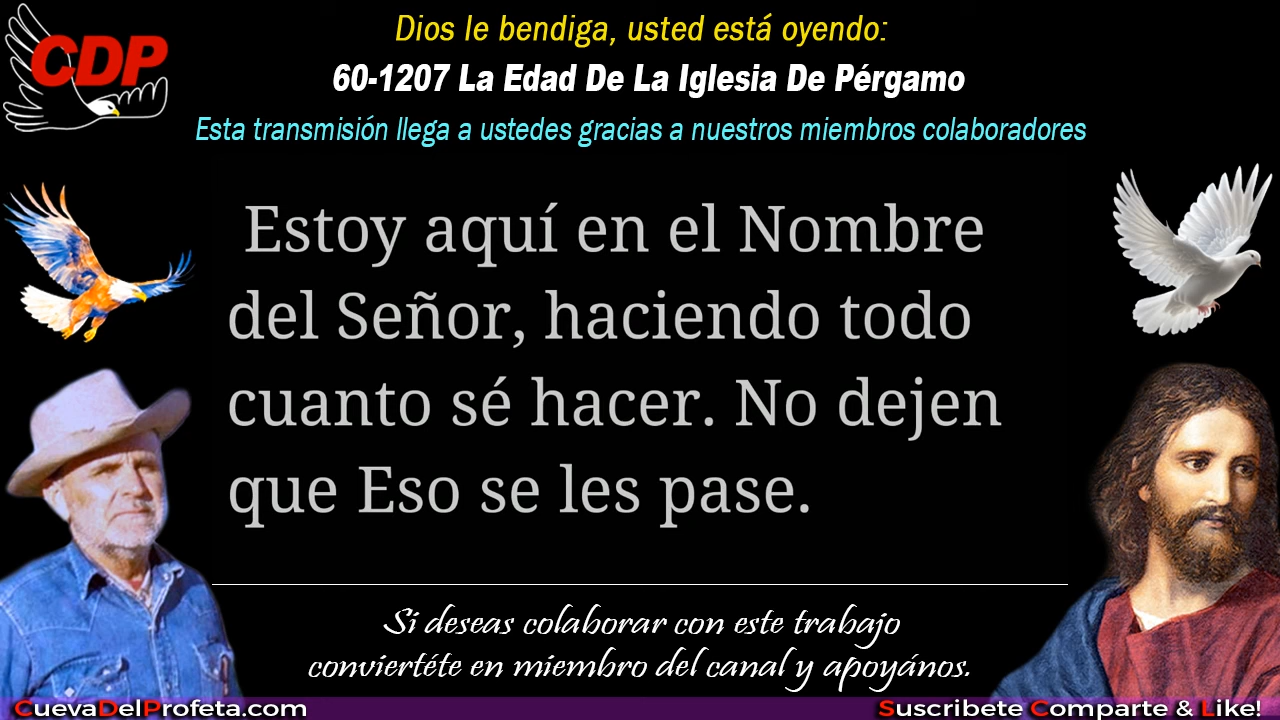 CDP
Dios le bendiga, usted está oyendo:
60-1207 La Edad De La Iglesia De Pérgamo
Esta transmisión llega a ustedes gracias a nuestros miembros colaboradores
Estoy aquí en el Nombre
del Señor, haciendo todo
cuanto sé hacer. No dejen
que Eso se les pase.
Si deseas colaborar con este trabajo
conviertéte en miembro del canal y apoyános.
CuevaDelProfeta.com
Suscribete Comparte & Like!